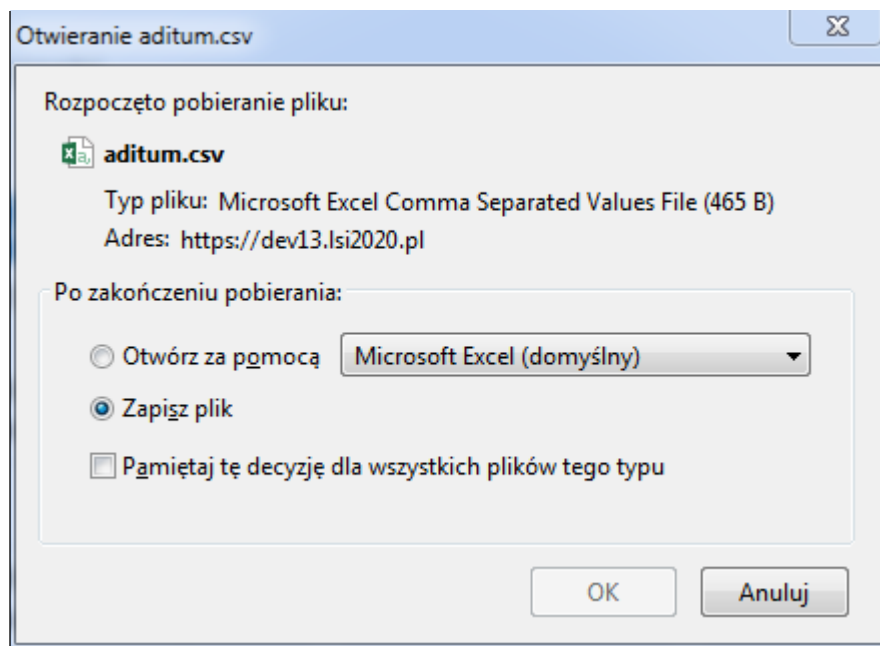 Otwieranie aditum.csv
Rozpoczęto pobieranie pliku:
aditum.csv
Typ pliku: Microsoft Excel Comma Separated Values File (465 B)
Adres: https://dev13.lsi2020.pl
Po zakończeniu pobierania:
Otwórz za pomocą Microsoft Excel (domyślny)
Zapisz plik
Pamiętaj tę decyzję dla wszystkich plików tego typu
OK Anuluj